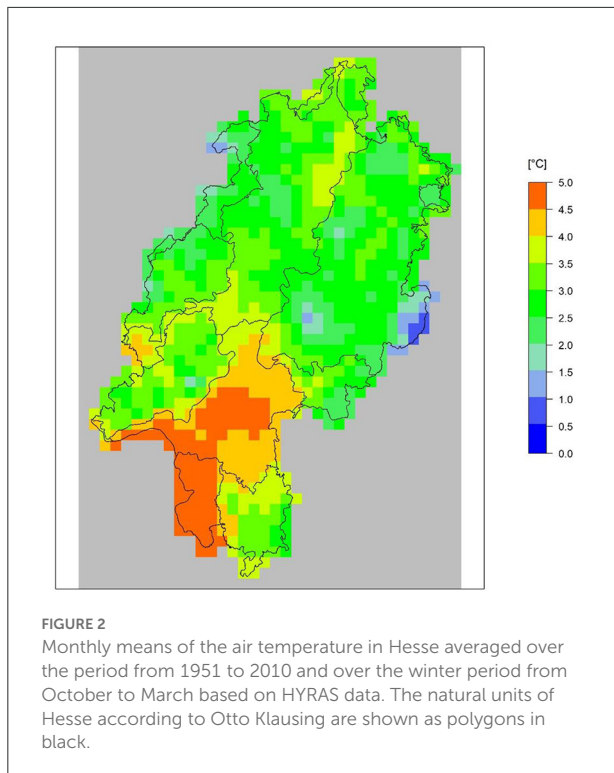 [°C]
5.0
4.5
4.0
3.5
3.0
2.5
2.0
1.5
1.0
0.5
0.0
FIGURE 2
Monthly means of the air temperature in Hesse averaged over
the period from 1951 to 2010 and over the winter period from
October to March based on HYRAS data. The natural units of
Hesse according to Otto Klausing are shown as polygons in
black.